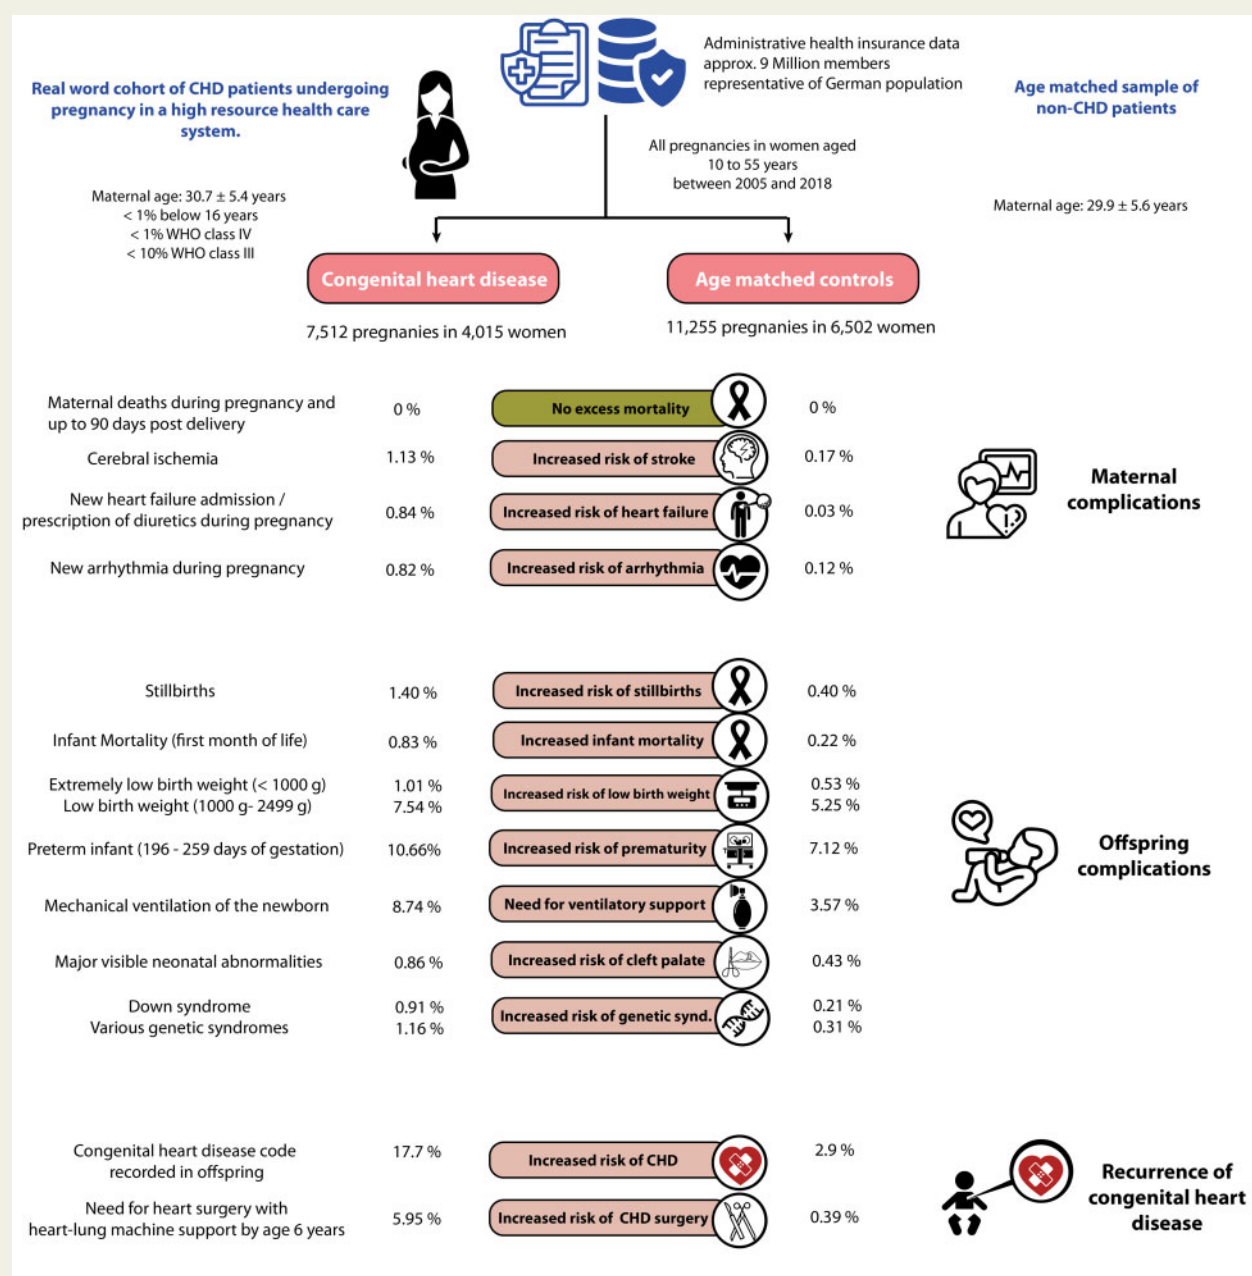 Administrative health insurance data
approx. 9 Million members
representative of German population
Real word cohort of CHD patients undergoing
pregnancy in a high resource health care
system.
Age matched sample of
non-CHD patients
All pregnancies in women aged
10 to 55 years
between 2005 and 2018
Maternal age: 30.7 ± 5.4 years
< 1% below 16 years
< 1% WHO class IV
< 10% WHO class III
Maternal age: 29.9 ± 5.6 years
Congenital heart disease
Age matched controls
7,512 pregnanies in 4,015 women
11,255 pregnanies in 6,502 women
Maternal deaths during pregnancy and
up to 90 days post delivery
0 %
No excess mortality
0 %
Cerebral ischemia
1.13 %
Increased risk of stroke
0.17 %
New heart failure admission /
prescription of diuretics during pregnancy
0.84 %
Increased risk of heart failure
0.03 %
New arrhythmia during pregnancy
0.82 %
Increased risk of arrhythmia
0.12 %
Maternal
complications
Stillbirths
1.40 %
Increased risk of stillbirths
0.40 %
Infant Mortality (first month of life)
0.83 %
Increased infant mortality
0.22 %
Extremely low birth weight (< 1000 g)
Low birth weight (1000 g- 2499 g)
1.01 %
7.54 %
Increased risk of low birth weight
0.53 %
5.25 %
Preterm infant (196 - 259 days of gestation)
10.66%
Increased risk of prematurity
7.12 %
Mechanical ventilation of the newborn
8.74 %
Need for ventilatory support
3.57 %
Major visible neonatal abnormalities
0.86 %
Increased risk of cleft palate
0.43 %
Down syndrome
Various genetic syndromes
0.91 %
1.16 %
Increased risk of genetic synd.
0.21 %
0.31 %
Offspring
complications
Congenital heart disease code
recorded in offspring
17.7 %
Increased risk of CHD
2.9 %
Need for heart surgery with
heart-lung machine support by age 6 years
5.95 %
Increased risk of CHD surgery
0.39 %
Recurrence of
congenital heart
disease